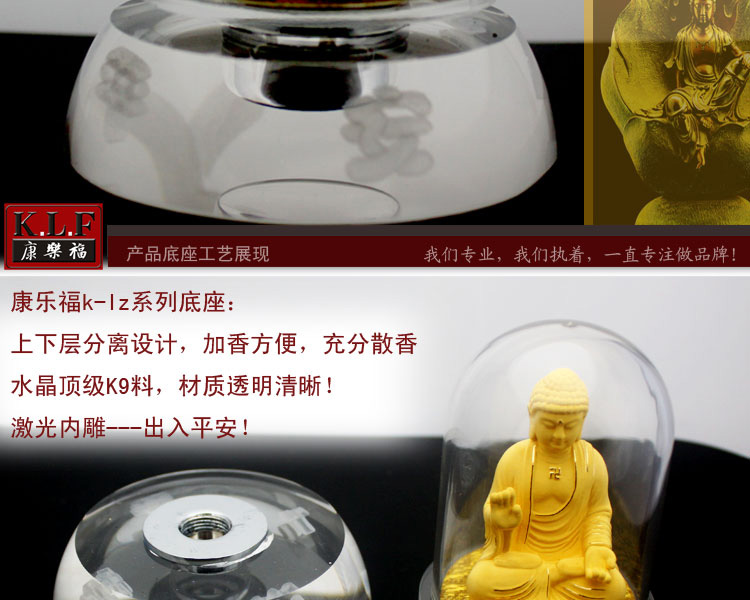 K.L.F
康樂福
产品底座工艺展现
我们专业，我们执着，一直专注做品牌！
康乐福k-lz系列底座：
上下层分离设计，加香方便，充分散香
水晶顶级K9料，材质透明清晰！
激光内雕---出入平安！
卍